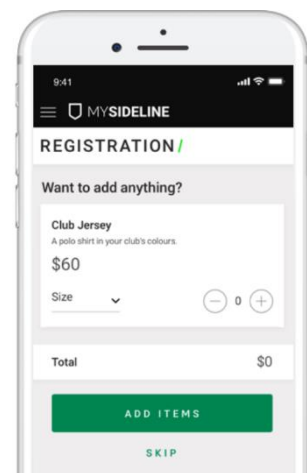 9:41
MYSIDELINE
REGISTRATION/
Want to add anything?
Club Jersey
A polo shirt in your club's colours.
$60
Size
0
Total $0
ADD ITEMS
SKIP